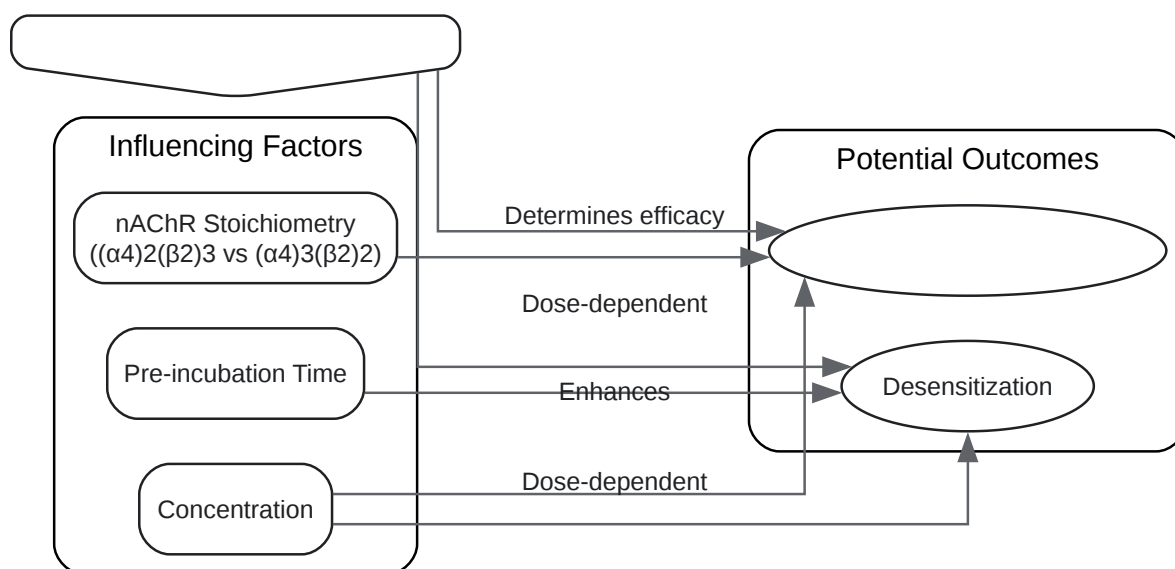 Influencing Factors
nAChR Stoichiometry
((α4)2(β2)3 vs (α4)3(β2)2)
Pre-incubation Time
Concentration
Determines efficacy
Dose-dependent
Enhances
Dose-dependent
Potential Outcomes
Desensitization